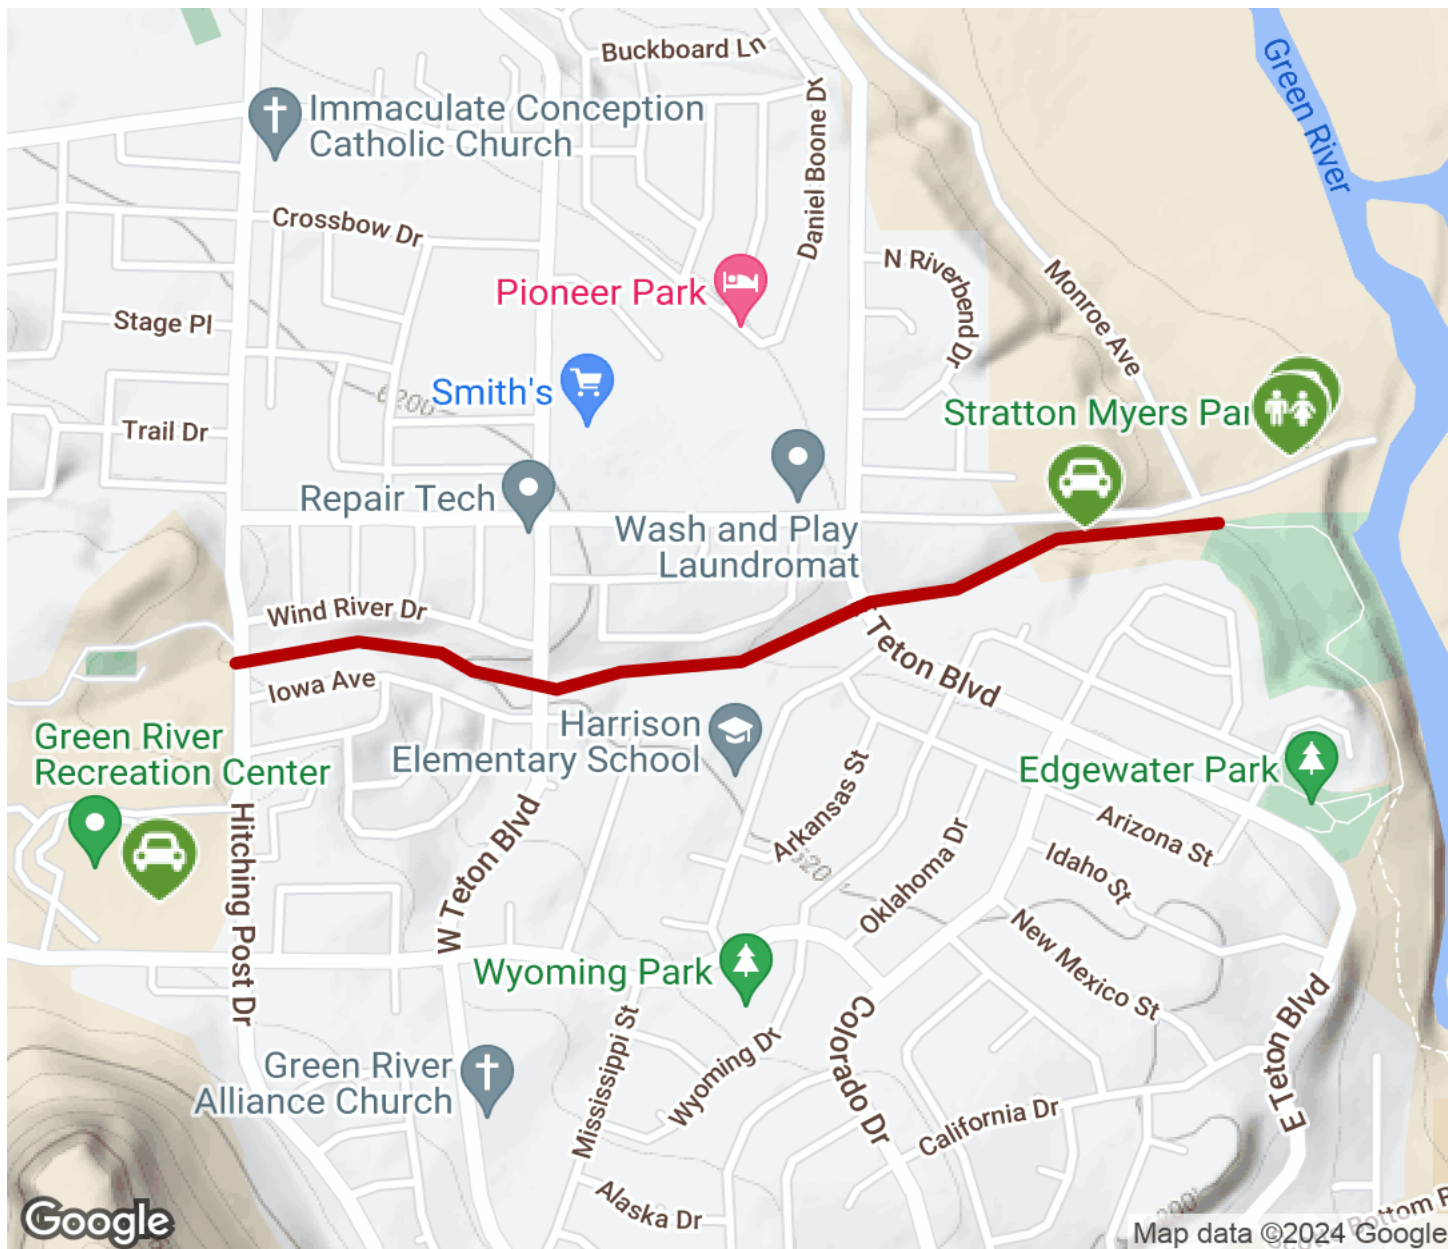 Buckboard Ln
Green River
Immaculate Conception
Catholic Church
Daniel Boone Dr
Crossbow Dr
N Riverbend Dr
Monroe Ave
Pioneer Park
Stage Pl
Smith's
6200
Stratton Myers Par
Trail Dr
Repair Tech
Wash and Play
Laundromat
Wind River Dr
Teton Blvd
Iowa Ave
Harrison
Elementary School
Green River
Recreation Center
Edgewater Park
Arkansas St
Hitching Post Dr
W Teton Blvd
Arizona St
Idaho St
Oklahoma Dr
New Mexico St
Wyoming Park
E Teton Blvd
Colorado Dr
Mississippi St
Wyoming Dr
Green River
Alliance Church
California Dr
Alaska Dr
Google
Map data ©2024 Google